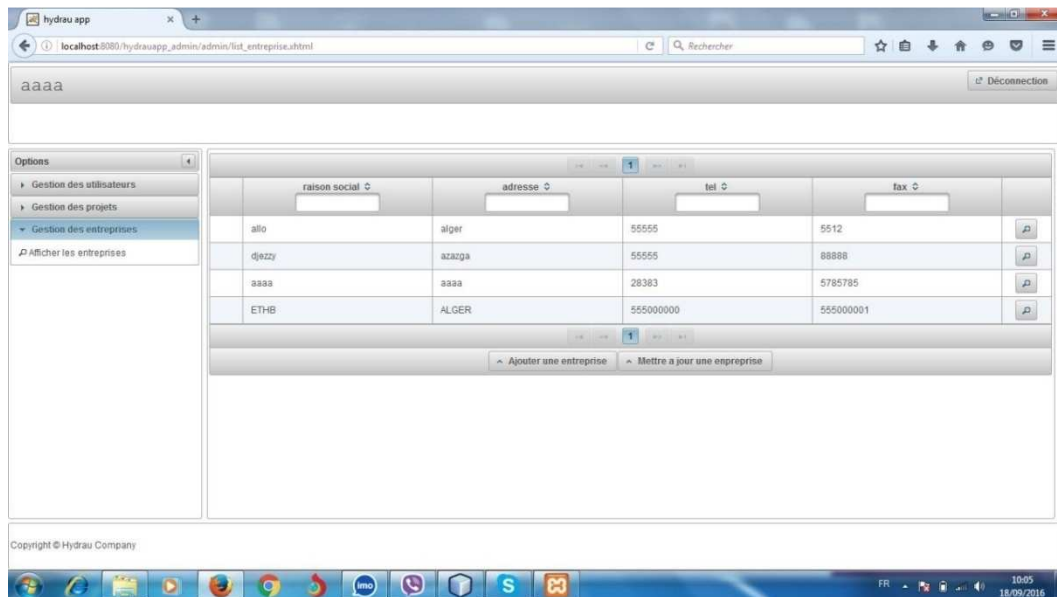 hydrau app
localhost:8080/hydrauapp_admin/admin/list_entreprise.xhtml
Rechercher
aaaa
Déconnection
Options
Gestion des utilisateurs
Gestion des projets
Gestion des entreprises
Afficher les entreprises
1
raison social adresse tel fax
allo alger 55555 5512
djezzy azazga 55555 88888
aaaa aaaa 28383 5785785
ETHB ALGER 555000000 555000001
1
Ajouter une entreprise Mettre a jour une enpreprise
Copyright © Hydrau Company
imo
S
FR
10:05
18/09/2016